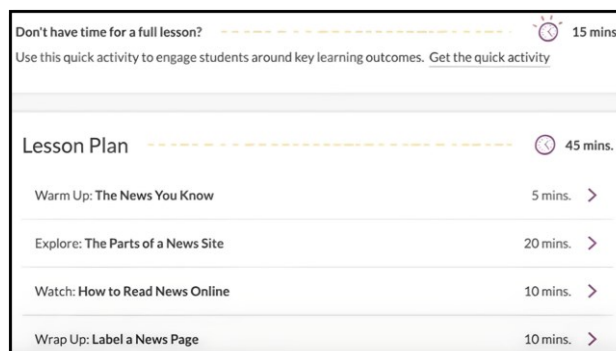 Don't have time for a full lesson? 15 mins
Use this quick activity to engage students around key learning outcomes. Get the quick activity
Lesson Plan 45 mins.
Warm Up: The News You Know 5 mins.
Explore: The Parts of a News Site 20 mins.
Watch: How to Read News Online 10 mins.
Wrap Up: Label a News Page 10 mins.